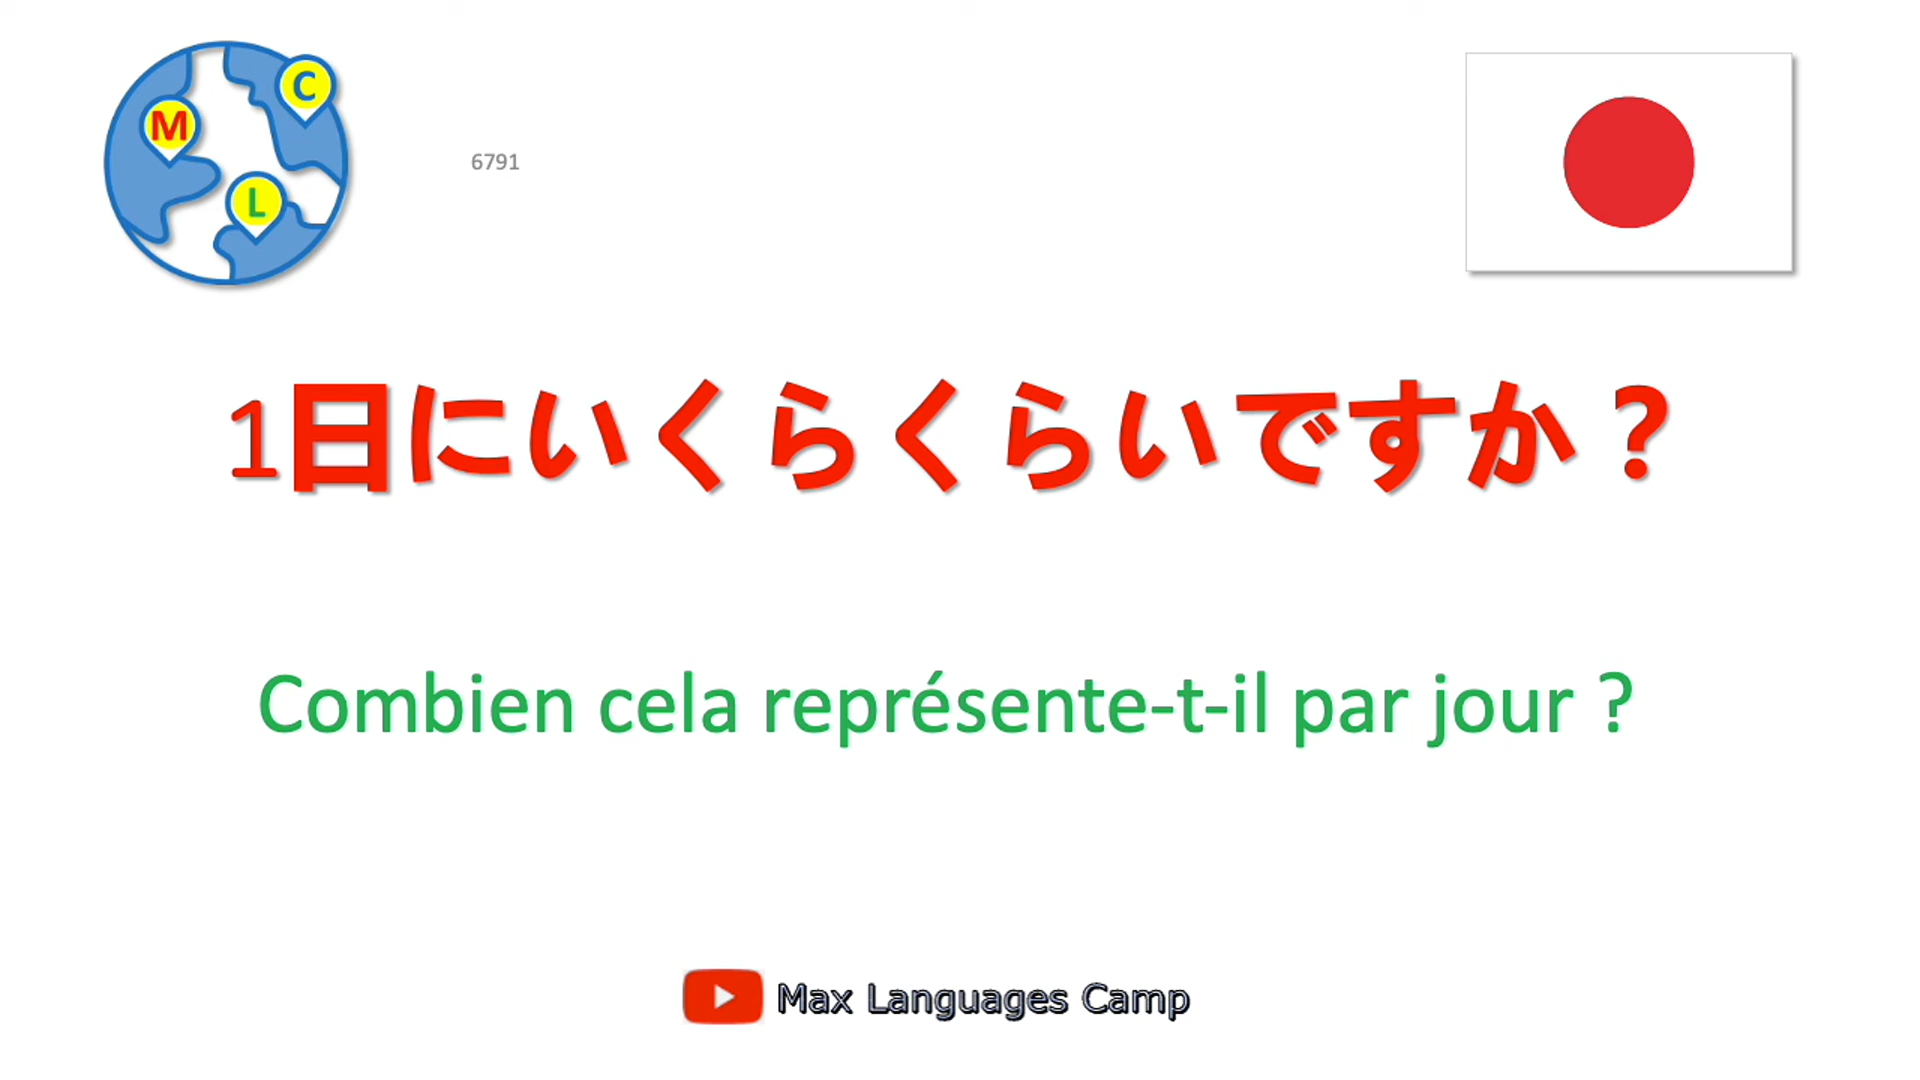 C
M
L
6791
1日にいくらくらいですか？
Combien cela représente-t-il par jour ?
Max Languages Camp